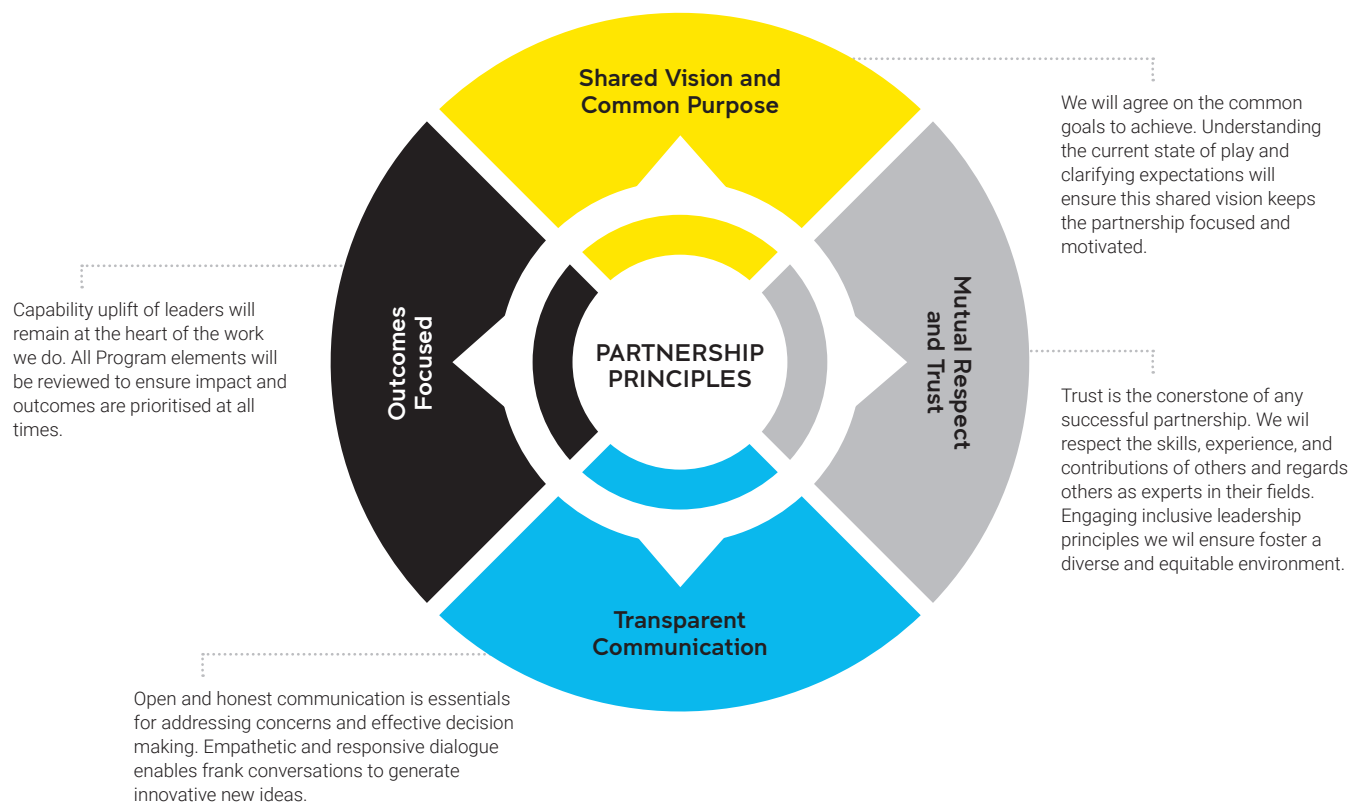 Shared Vision and
Common Purpose
We will agree on the common
goals to achieve. Understanding
the current state of play and
clarifying expectations will
ensure this shared vision keeps
the partnership focused and
motivated.
Mutual Respect
and Trust
Trust is the conerstone of any
successful partnership. We will
respect the skills, experience, and
contributions of others and regards
others as experts in their fields.
Engaging inclusive leadership
principles we wil ensure foster a
diverse and equitable environment.
PARTNERSHIP
PRINCIPLES
Outcomes
Focused
Capability uplift of leaders will
remain at the heart of the work
we do. All Program elements will
be reviewed to ensure impact and
outcomes are prioritised at all
times.
Transparent
Communication
Open and honest communication is essentials
for addressing concerns and effective decision
making. Empathetic and responsive dialogue
enables frank conversations to generate
innovative new ideas.